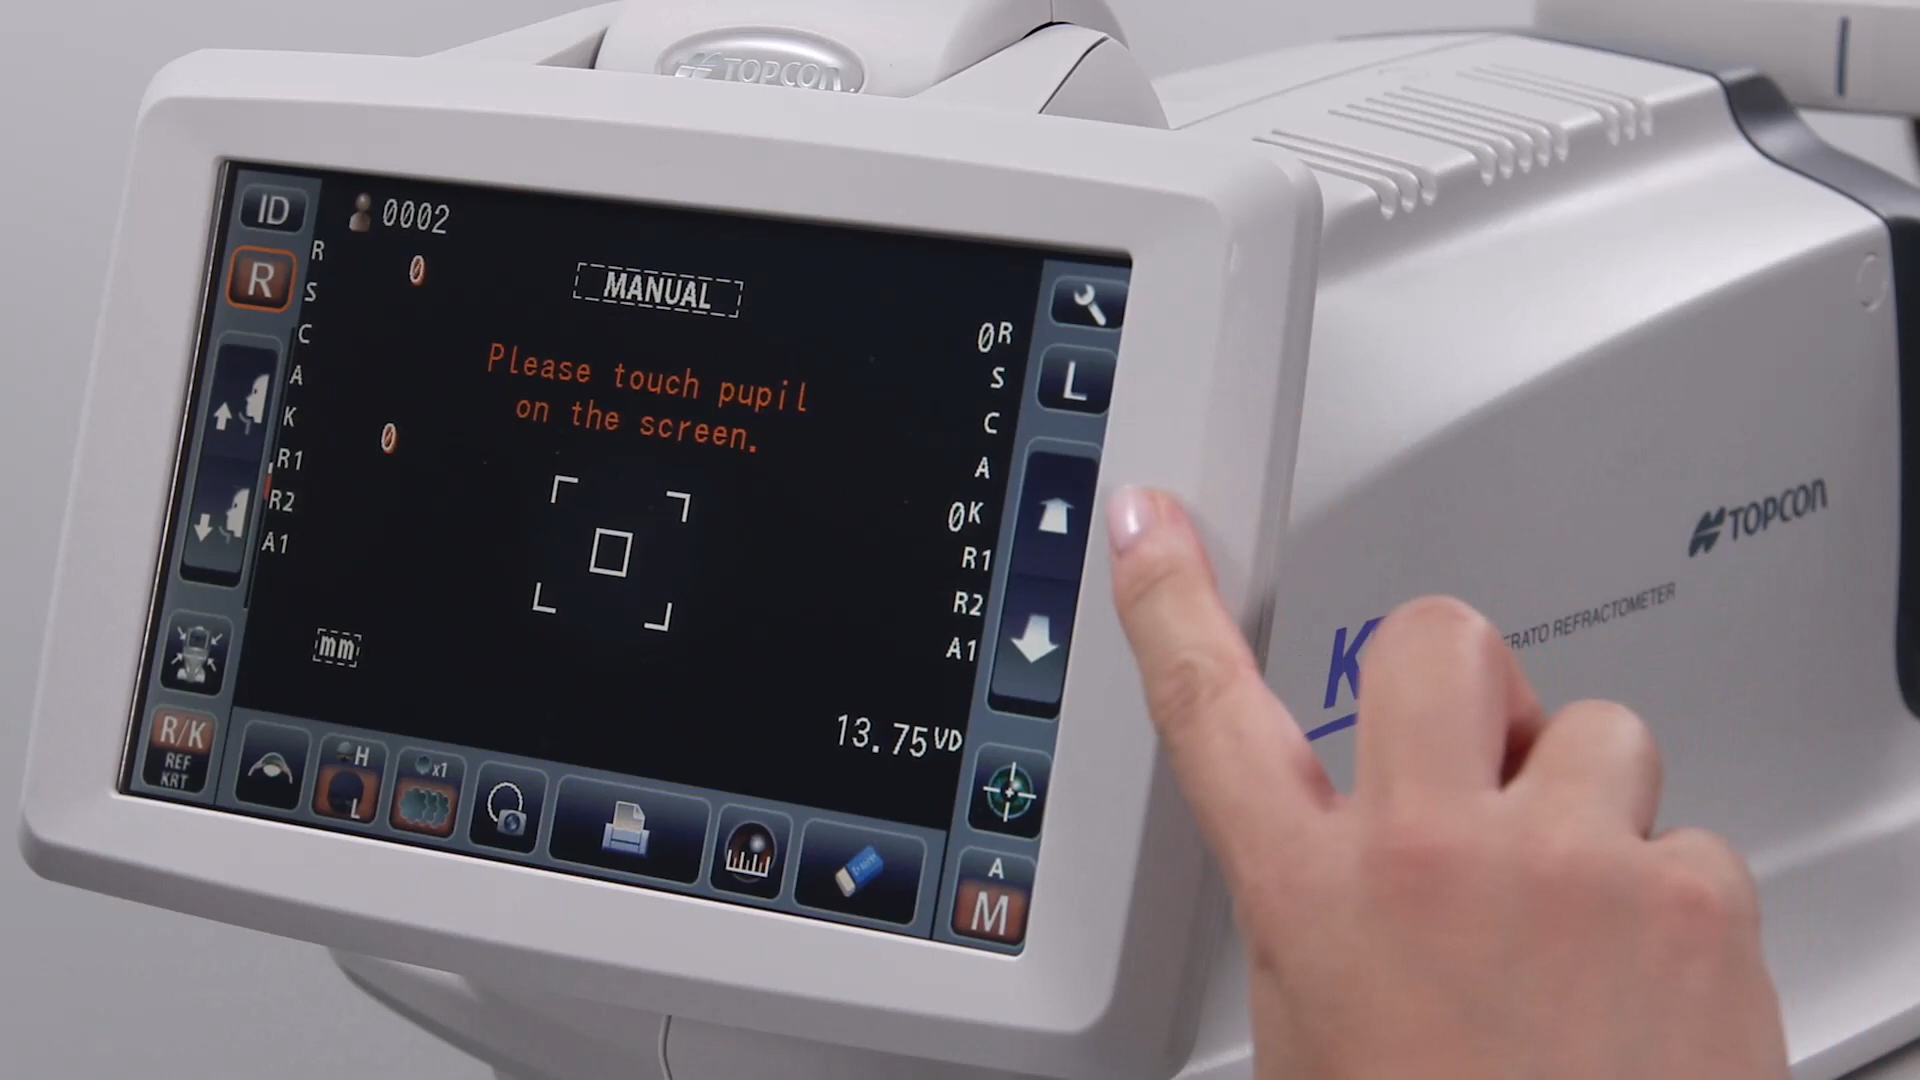 TOPCON
ID
0002
R
0
MANUAL
Please touch pupil
on the screen.
R
S
C
A
K
R1
R2
A1
0
0R
S
C
A
0K
R1
R2
A1
L
mm
13.75VD
R/K
REF
KRT
H
L
x1
A
M
TOPCON
ERATO REFRACTOMETER
K